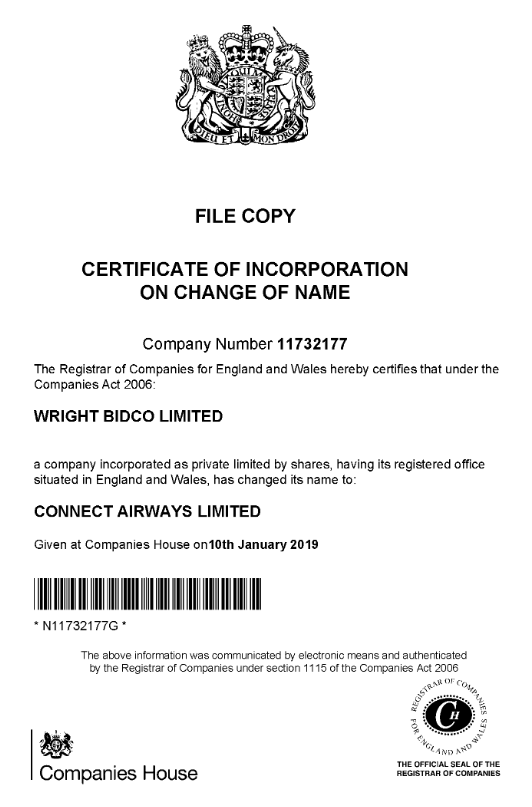 DIEU ET MON DROIT
FILE COPY
CERTIFICATE OF INCORPORATION
ON CHANGE OF NAME
Company Number 11732177
The Registrar of Companies for England and Wales hereby certifies that under the
Companies Act 2006:
WRIGHT BIDCO LIMITED
a company incorporated as private limited by shares, having its registered office
situated in England and Wales, has changed its name to:
CONNECT AIRWAYS LIMITED
Given at Companies House on10th January 2019
* N11732177G *
The above information was communicated by electronic means and authenticated
by the Registrar of Companies under section 1115 of the Companies Act 2006
REGISTRAR OF COMPANIES
CH
FOR ENGLAND AND WALES
Companies House
THE OFFICIAL SEAL OF THE
REGISTRAR OF COMPANIES